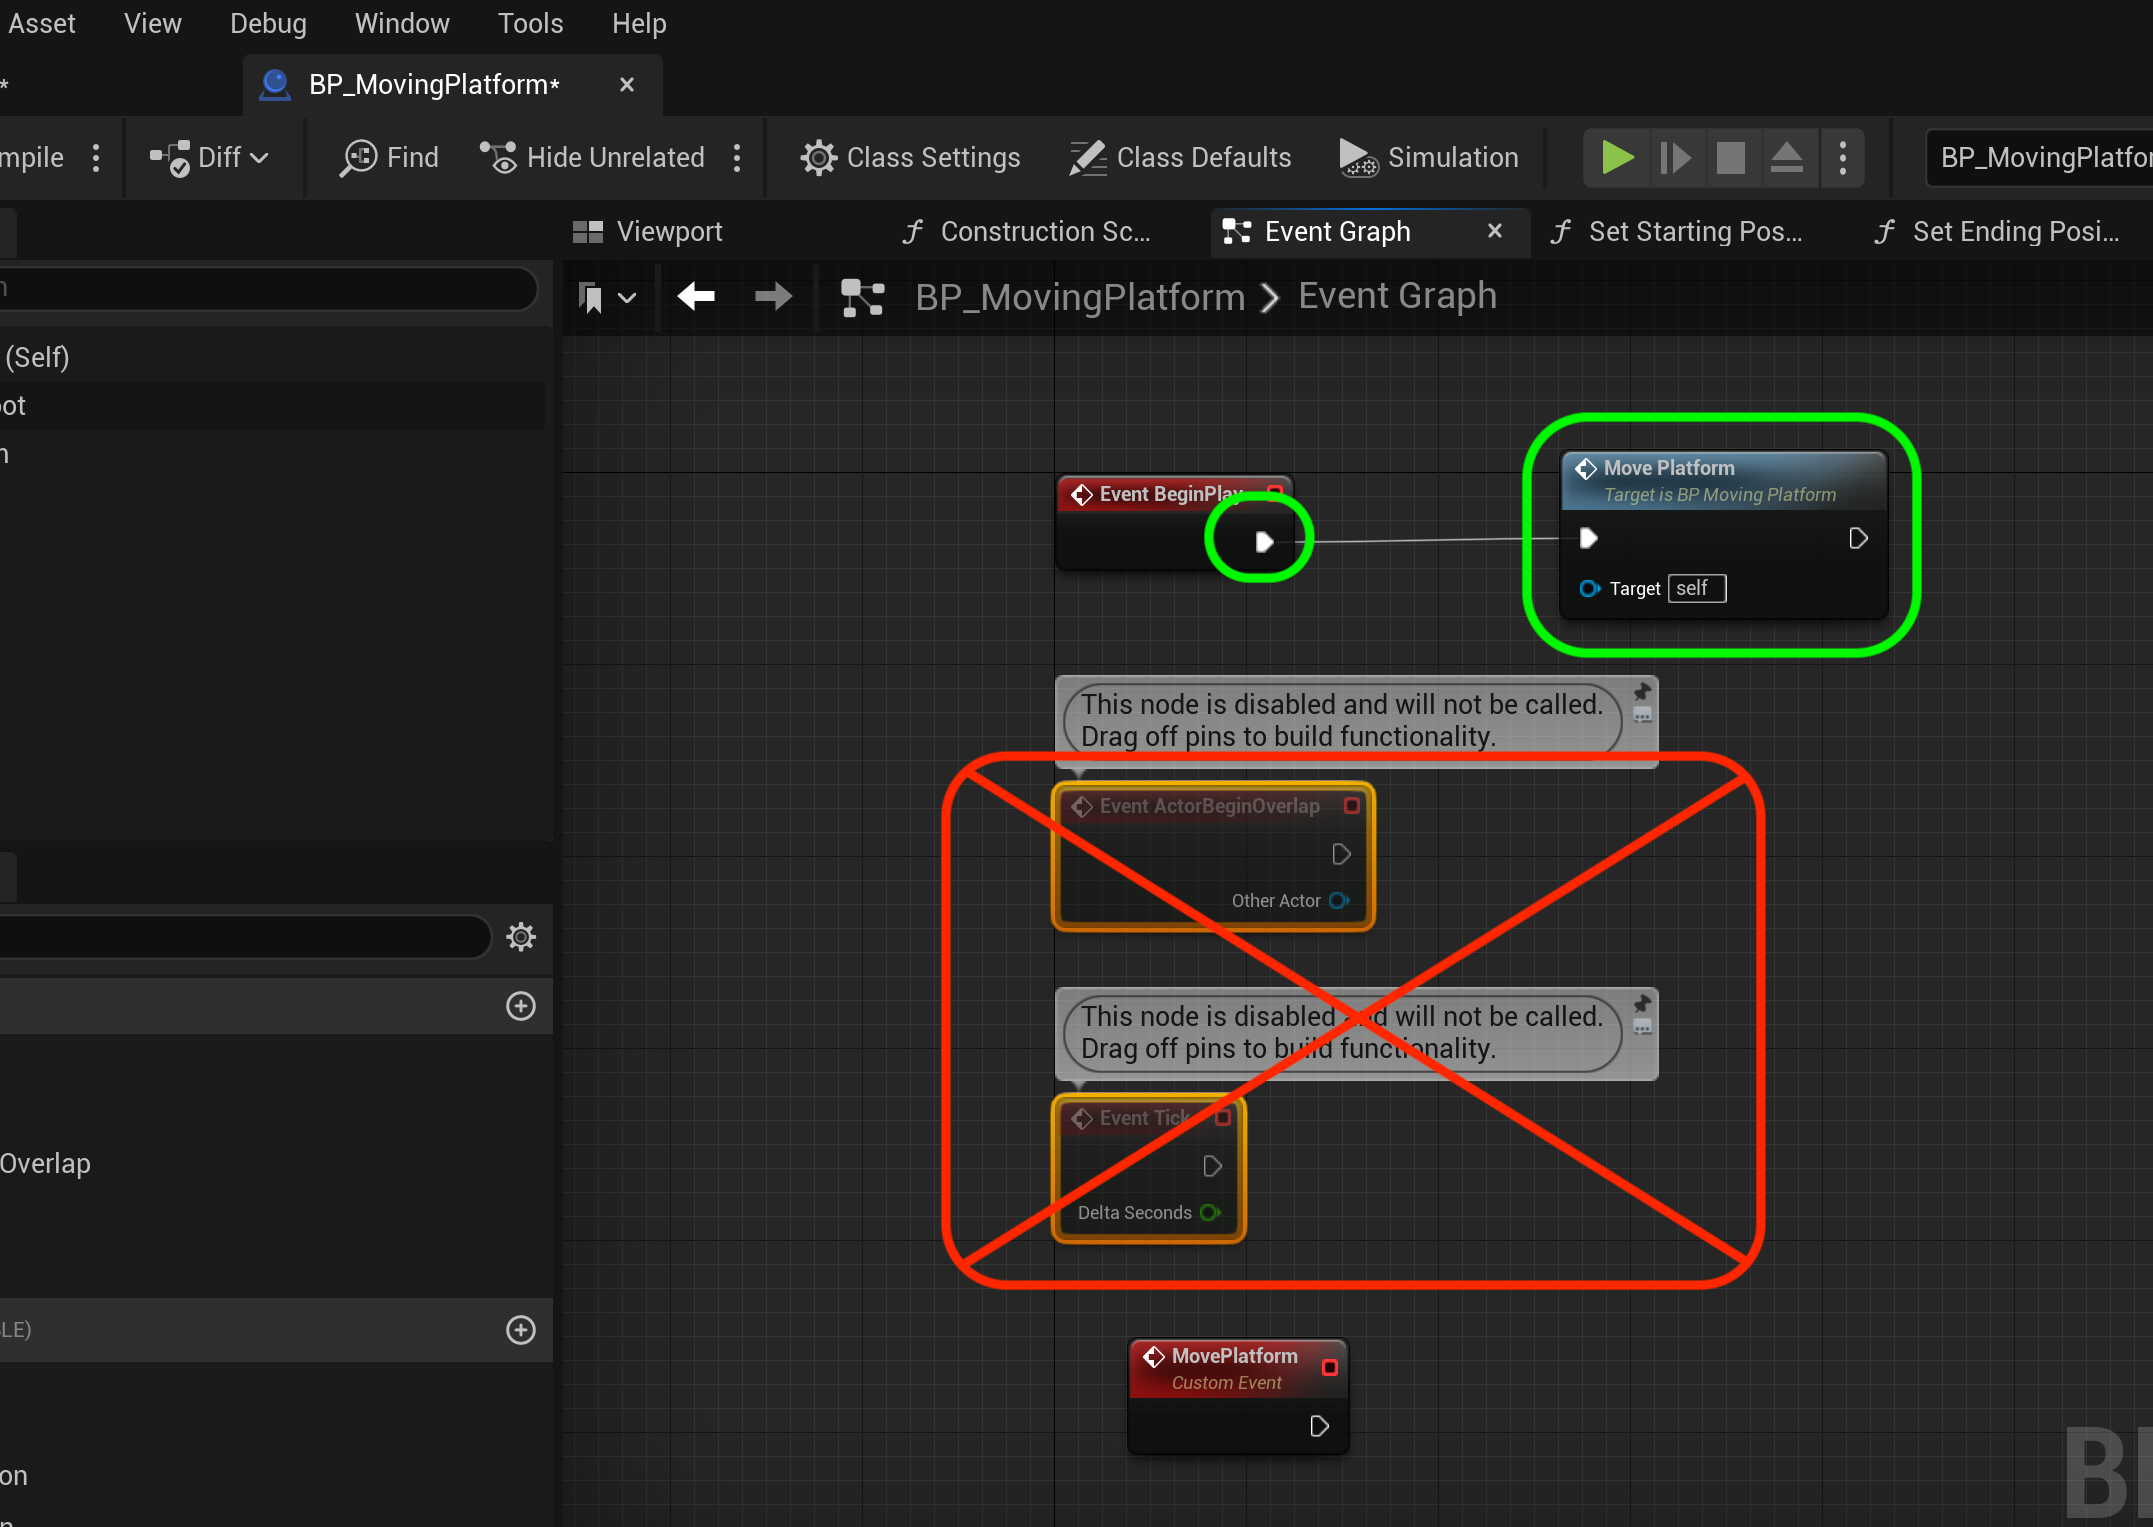 Asset View Debug Window Tools Help
* BP_MovingPlatform*
mpile Diff Find Hide Unrelated Class Settings Class Defaults Simulation BP_MovingPlatfor
Viewport Construction Sc... Event Graph Set Starting Pos... Set Ending Posi...
BP_MovingPlatform > Event Graph
(Self)
Event BeginPlay
Move Platform
Target is BP Moving Platform
Target self
This node is disabled and will not be called.
Drag off pins to build functionality.
Event ActorBeginOverlap
Other Actor
This node is disabled and will not be called.
Drag off pins to build functionality.
Event Tick
Delta Seconds
Overlap
LE)
MovePlatform
Custom Event
on